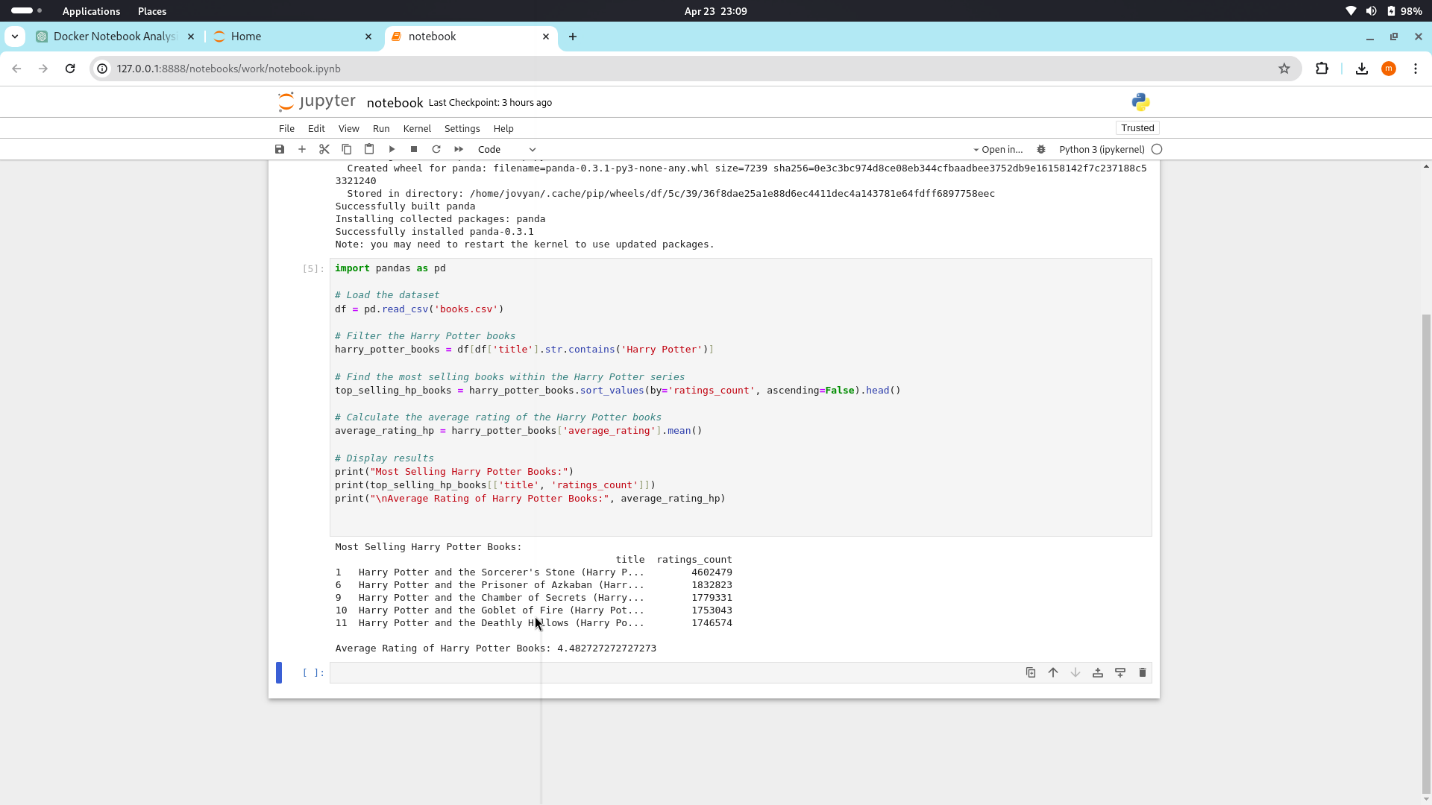 Applications Places Apr 23 23:09 98%
Docker Notebook Analys Home notebook
127.0.0.1:8888/notebooks/work/notebook.ipynb m
jupyter notebook Last Checkpoint: 3 hours ago
File Edit View Run Kernel Settings Help Trusted
Code Open in... Python 3 (ipykernel)
Created wheel for panda: filename=panda-0.3.1-py3-none-any.whl size=7239 sha256=0e3c3bc974d8ce08eb344cfbaadbee3752db9e16158142f7c237188c5
3321240
Stored in directory: /home/jovyan/.cache/pip/wheels/df/5c/39/36f8dae25a1e88d6ec4411dec4a143781e64fdff6897758eec
Successfully built panda
Installing collected packages: panda
Successfully installed panda-0.3.1
Note: you may need to restart the kernel to use updated packages.
[5]: import pandas as pd
# Load the dataset
df = pd.read_csv('books.csv')
# Filter the Harry Potter books
harry_potter_books = df[df['title'].str.contains('Harry Potter')]
# Find the most selling books within the Harry Potter series
top_selling_hp_books = harry_potter_books.sort_values(by='ratings_count', ascending=False).head()
# Calculate the average rating of the Harry Potter books
average_rating_hp = harry_potter_books['average_rating'].mean()
# Display results
print("Most Selling Harry Potter Books:")
print(top_selling_hp_books[['title', 'ratings_count']])
print("\nAverage Rating of Harry Potter Books:", average_rating_hp)
Most Selling Harry Potter Books:
title ratings_count
1 Harry Potter and the Sorcerer's Stone (Harry P... 4602479
6 Harry Potter and the Prisoner of Azkaban (Harr... 1832823
9 Harry Potter and the Chamber of Secrets (Harry... 1779331
10 Harry Potter and the Goblet of Fire (Harry Pot... 1753043
11 Harry Potter and the Deathly Hallows (Harry Po... 1746574
Average Rating of Harry Potter Books: 4.482727272727273
[ ]: